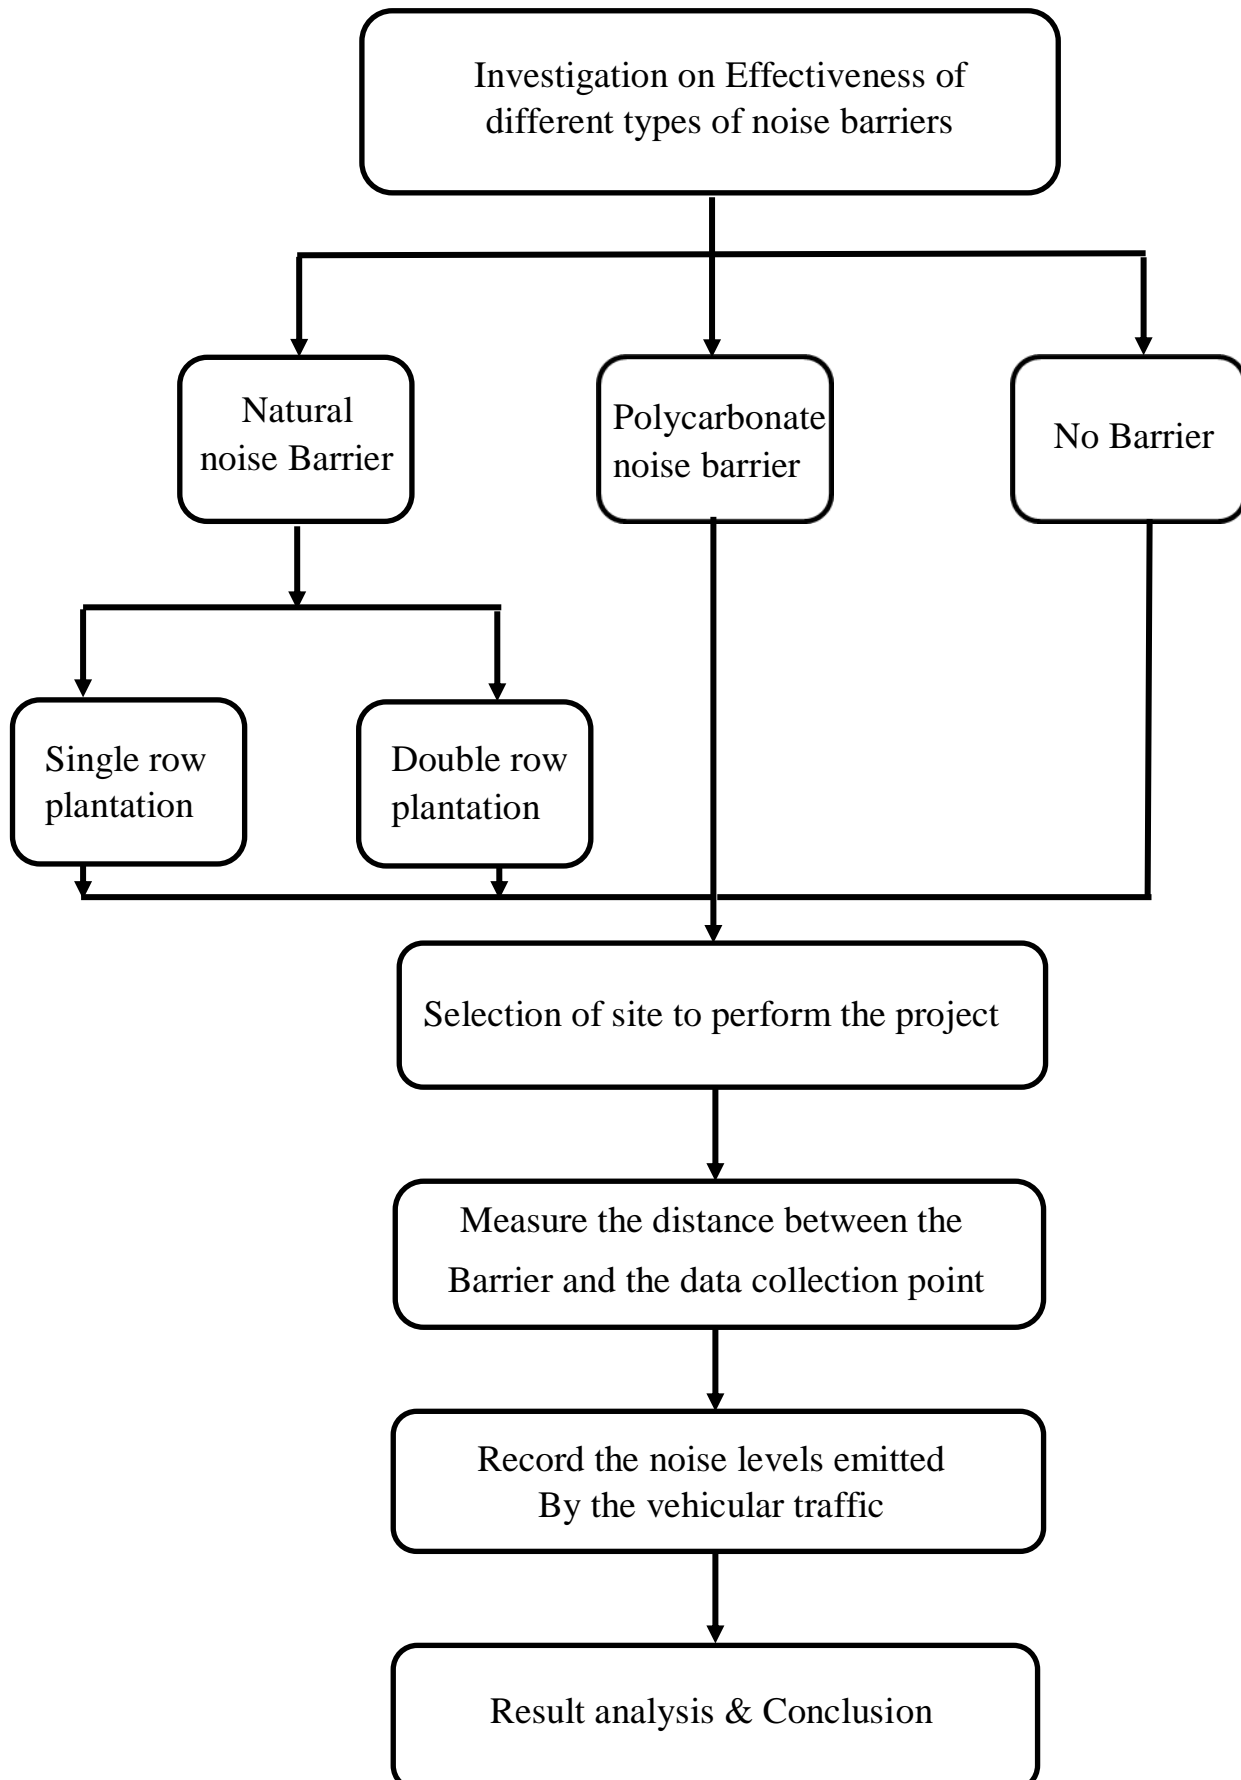 Investigation on Effectiveness of
different types of noise barriers
Natural
noise Barrier
Polycarbonate
noise barrier
No Barrier
Single row
plantation
Double row
plantation
Selection of site to perform the project
Measure the distance between the
Barrier and the data collection point
Record the noise levels emitted
By the vehicular traffic
Result analysis & Conclusion